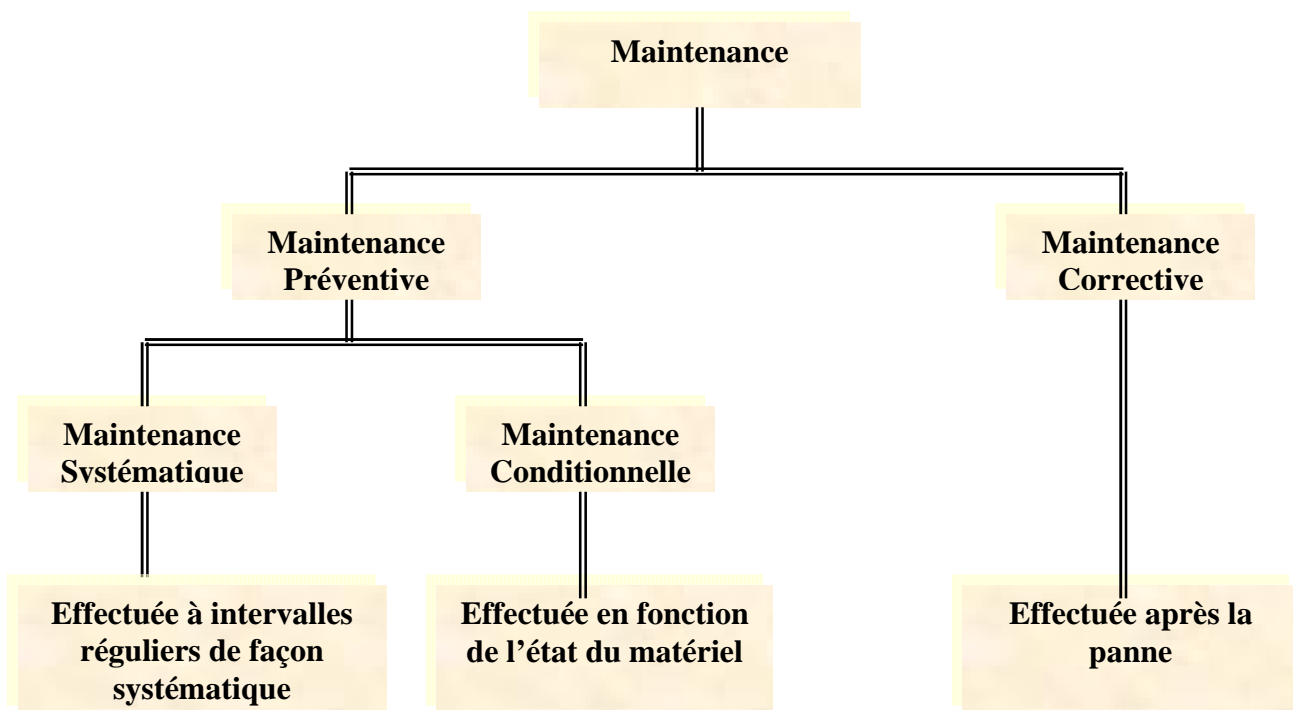 Maintenance
Maintenance
Préventive
Maintenance
Corrective
Maintenance
Systématique
Maintenance
Conditionnelle
Effectuée à intervalles
réguliers de façon
systématique
Effectuée en fonction
de l’état du matériel
Effectuée après la
panne